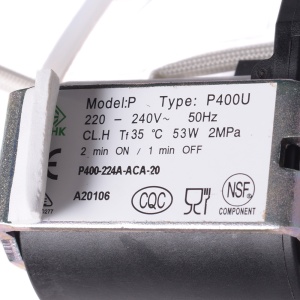 Model:P Type: P400U
220 - 240V~ 50Hz
CL.H Tf35 °C 53W 2MPa
2 min ON / 1 min OFF
P400-224A-ACA-20
A20106
CQC
NSF®
COMPONENT